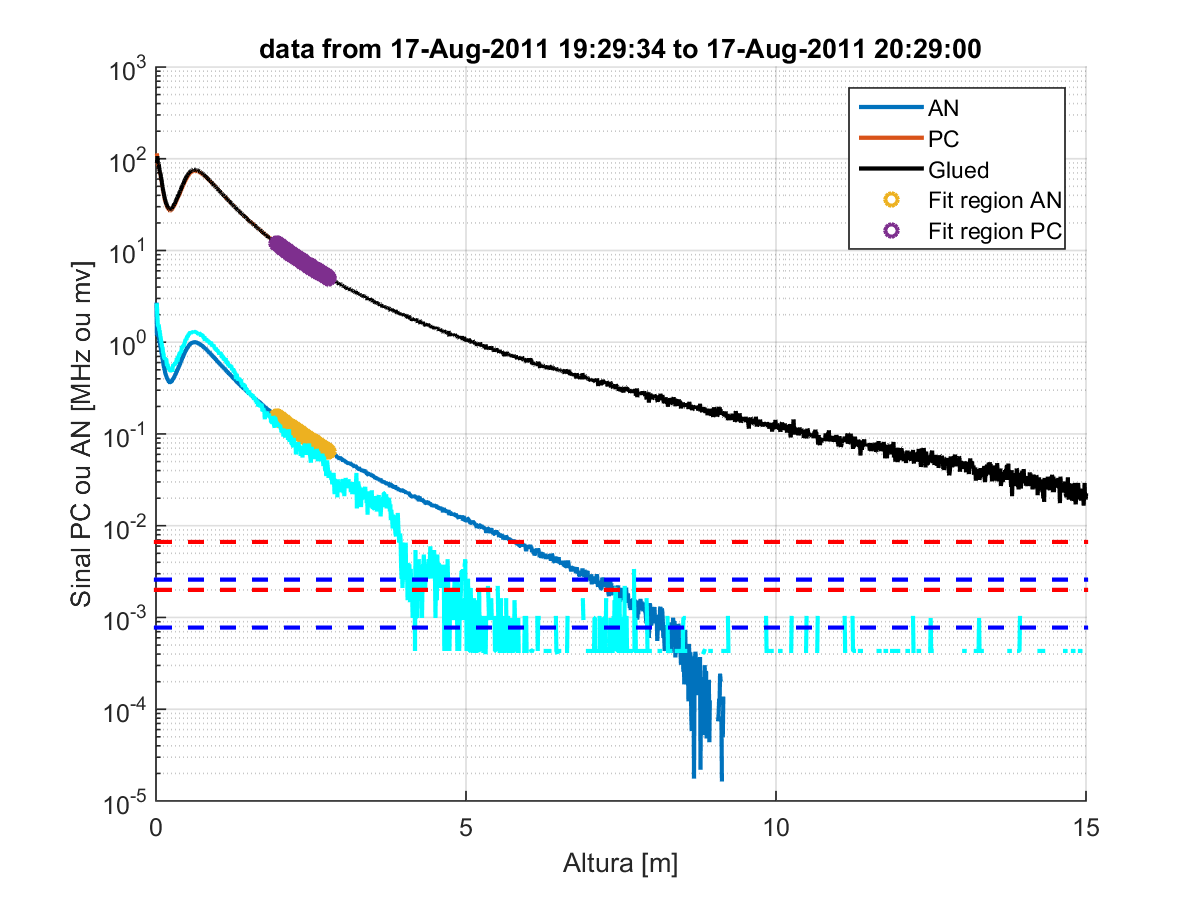 data from 17-Aug-2011 19:29:34 to 17-Aug-2011 20:29:00
10^3
10^2
10^1
10^0
10^-1
10^-2
10^-3
10^-4
10^-5
Sinal PC ou AN [MHz ou mv]
AN
PC
Glued
Fit region AN
Fit region PC
0
5
10
15
Altura [m]